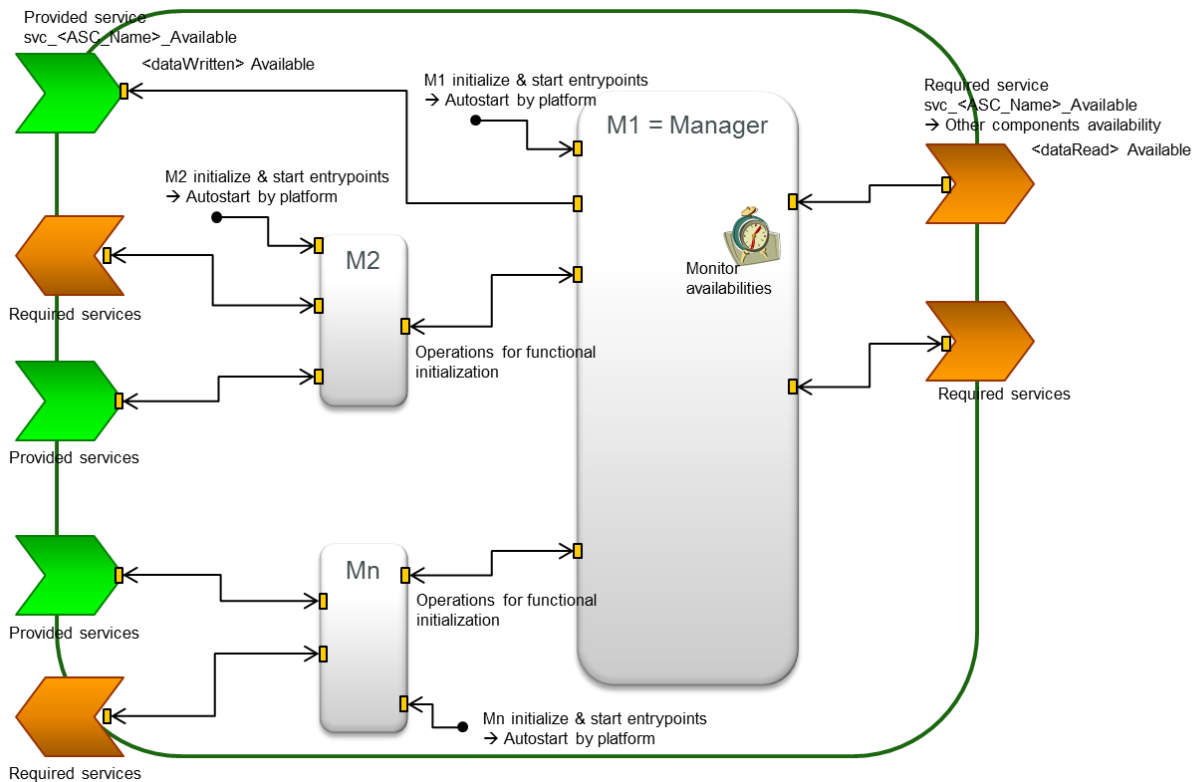 Provided service
svc_<ASC_Name>_Available
<dataWritten> Available
M1 initialize & start entrypoints
→ Autostart by platform
M1 = Manager
Required service
svc_<ASC_Name>_Available
→ Other components availability
<dataRead> Available
M2 initialize & start entrypoints
→ Autostart by platform
M2
Monitor
availabilities
Required services
Operations for functional
initialization
Required services
Provided services
Mn
Operations for functional
initialization
Provided services
Mn initialize & start entrypoints
→ Autostart by platform
Required services